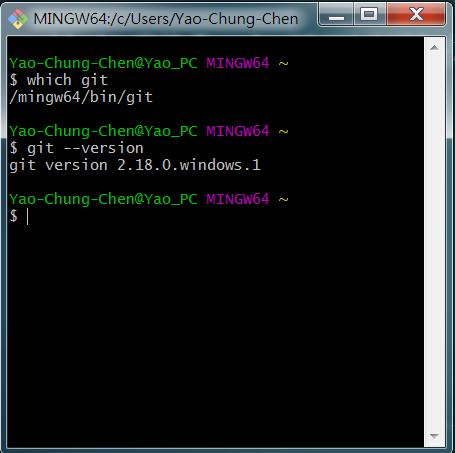 MINGW64:/c/Users/Yao-Chung-Chen
Yao-Chung-Chen@Yao_PC MINGW64 ~
$ which git
/mingw64/bin/git
Yao-Chung-Chen@Yao_PC MINGW64 ~
$ git --version
git version 2.18.0.windows.1
Yao-Chung-Chen@Yao_PC MINGW64 ~
$